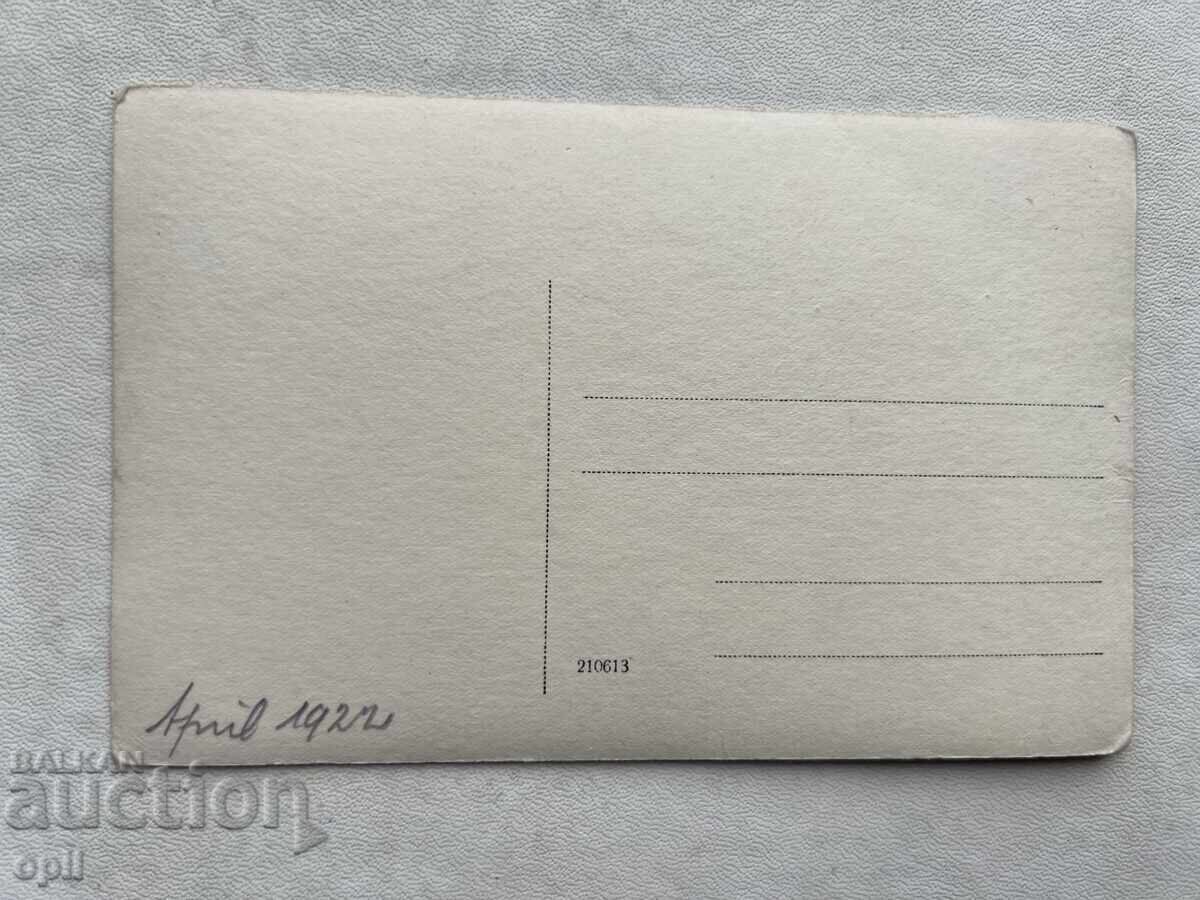 210613
April 1922
BALKAN
auction
opll